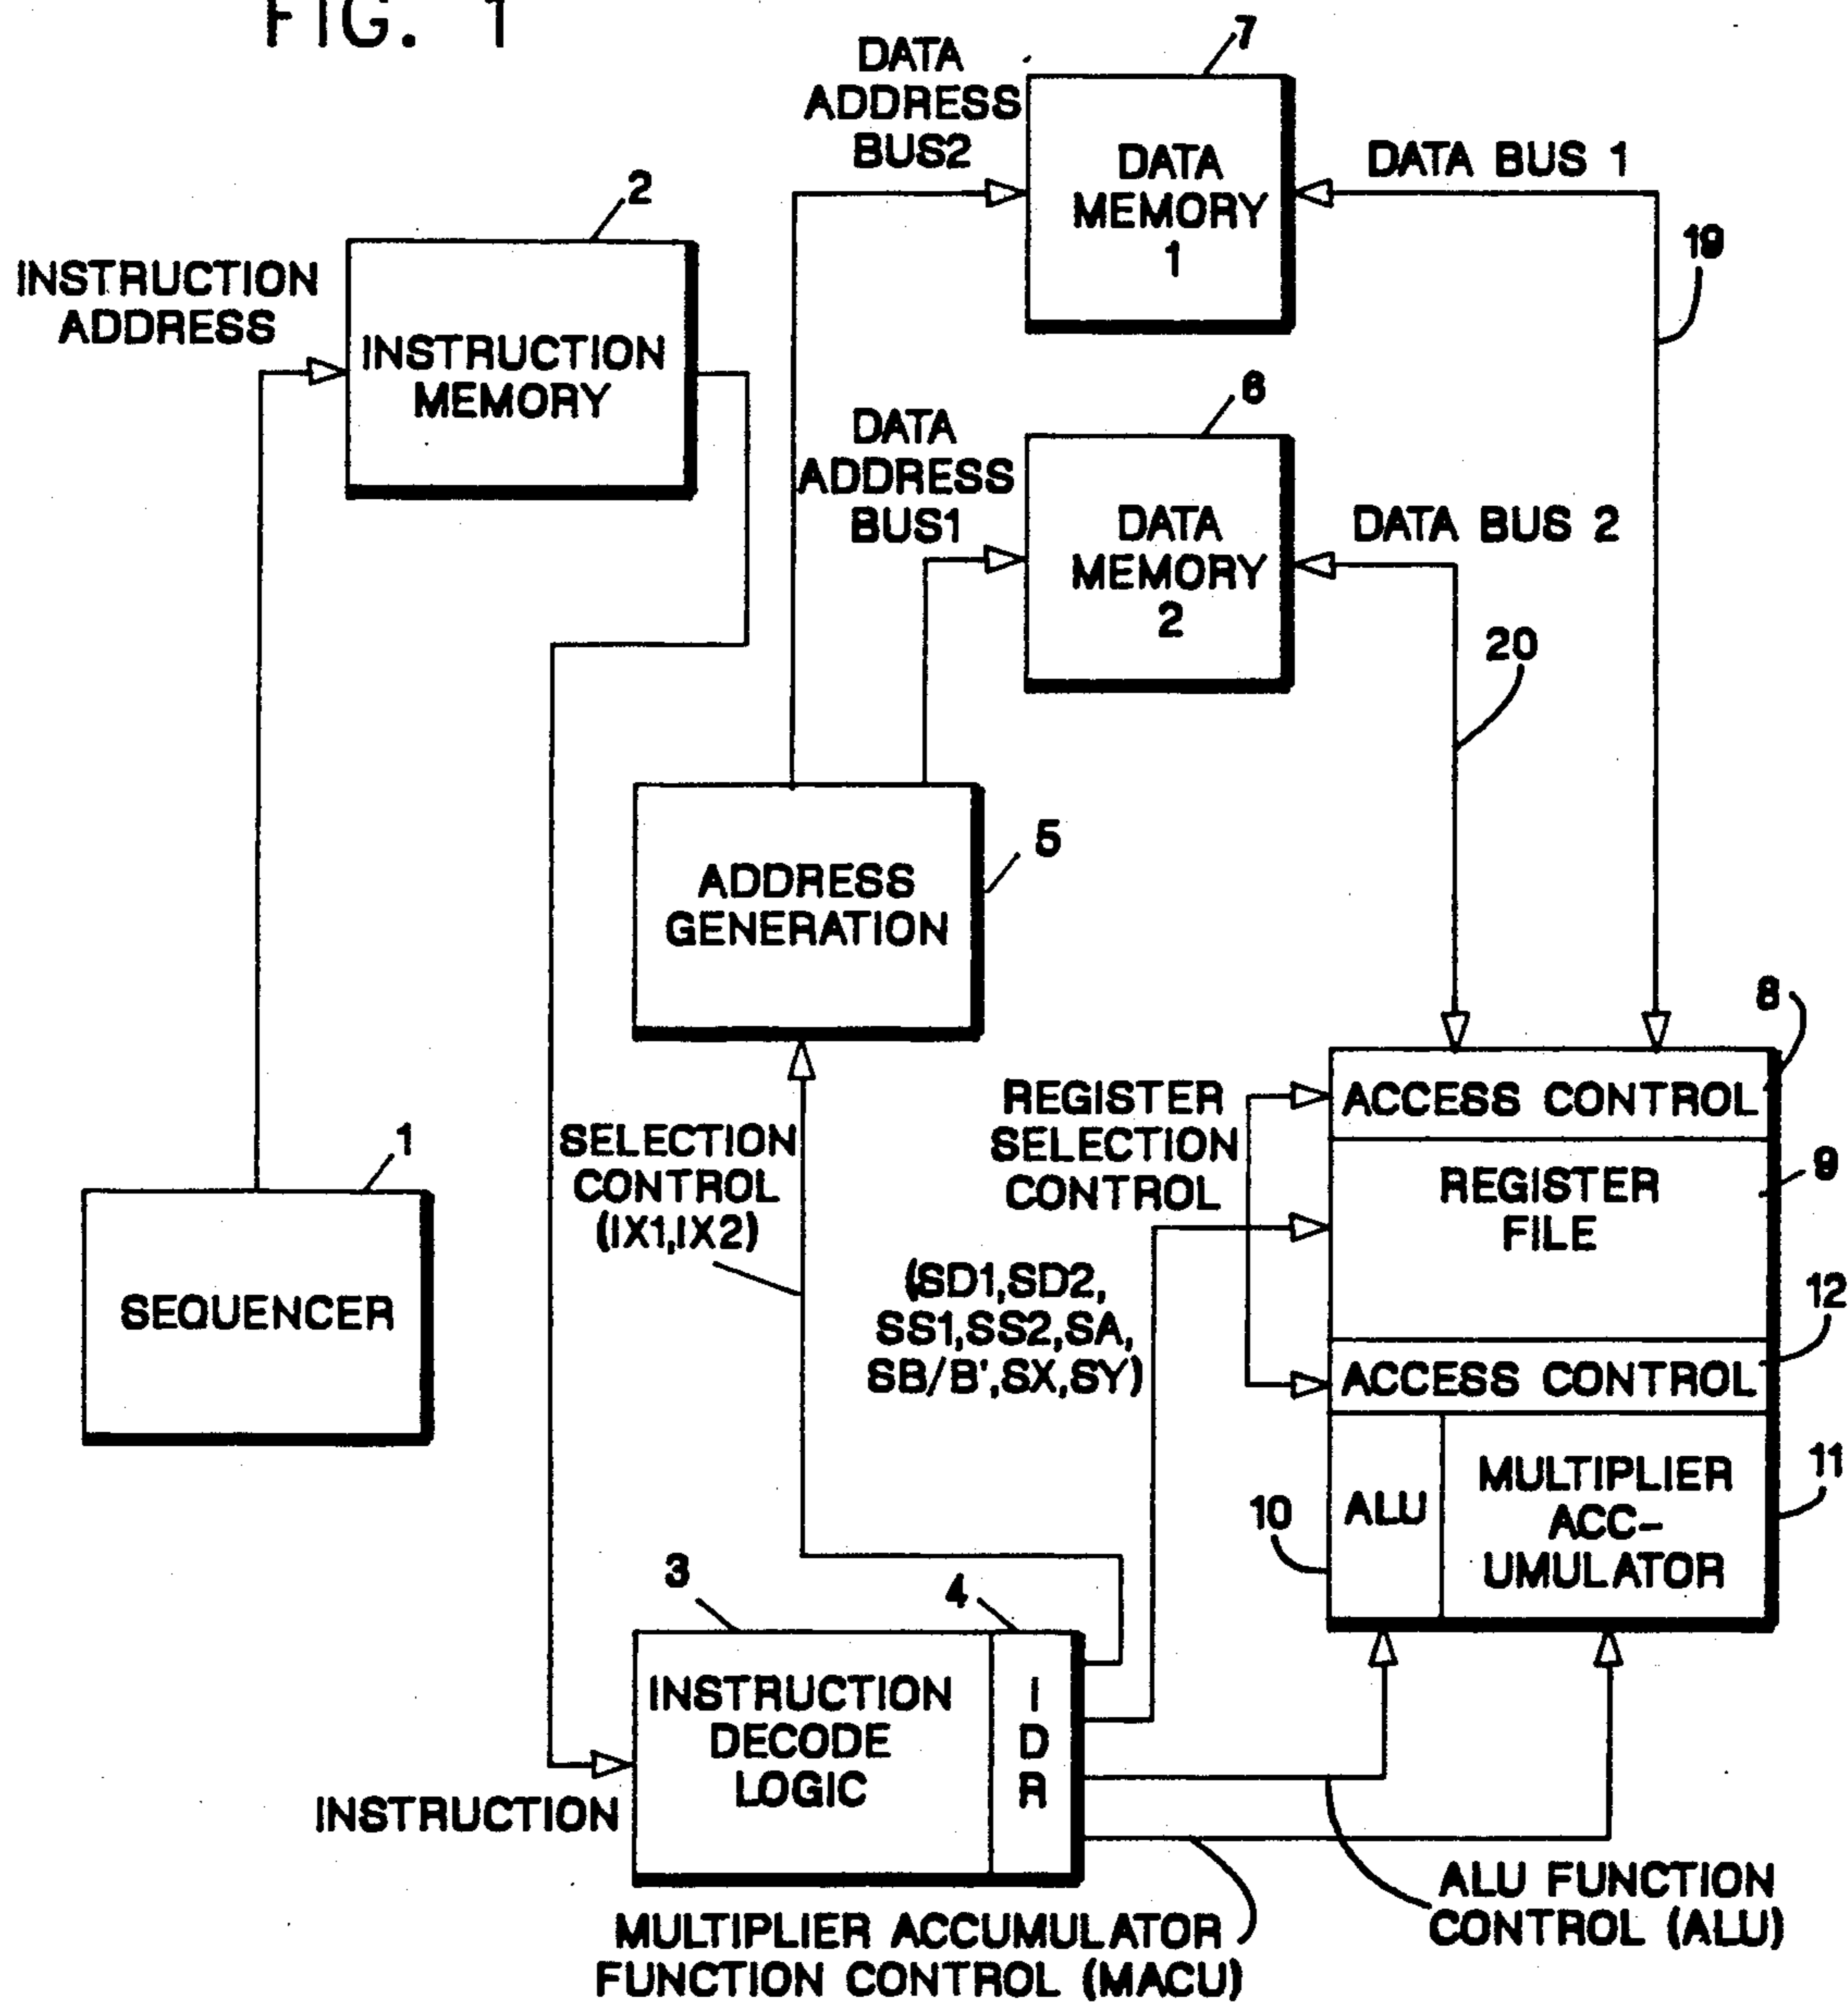 FIG. 1
7
DATA
ADDRESS
BUS2
DATA
MEMORY
1
DATA BUS 1
2
19
INSTRUCTION
ADDRESS
INSTRUCTION
MEMORY
6
DATA
ADDRESS
BUS1
DATA
MEMORY
2
DATA BUS 2
20
5
ADDRESS
GENERATION
8
REGISTER
SELECTION
CONTROL
ACCESS CONTROL
1
SELECTION
CONTROL
(IX1,IX2)
9
REGISTER
FILE
SEQUENCER
(SD1,SD2,
SS1,SS2,SA,
SB/B',SX,SY)
12
ACCESS CONTROL
10
ALU
MULTIPLIER
ACC-
UMULATOR
11
3
4
INSTRUCTION
DECODE
LOGIC
I
D
R
INSTRUCTION
ALU FUNCTION
CONTROL (ALU)
MULTIPLIER ACCUMULATOR
FUNCTION CONTROL (MACU)